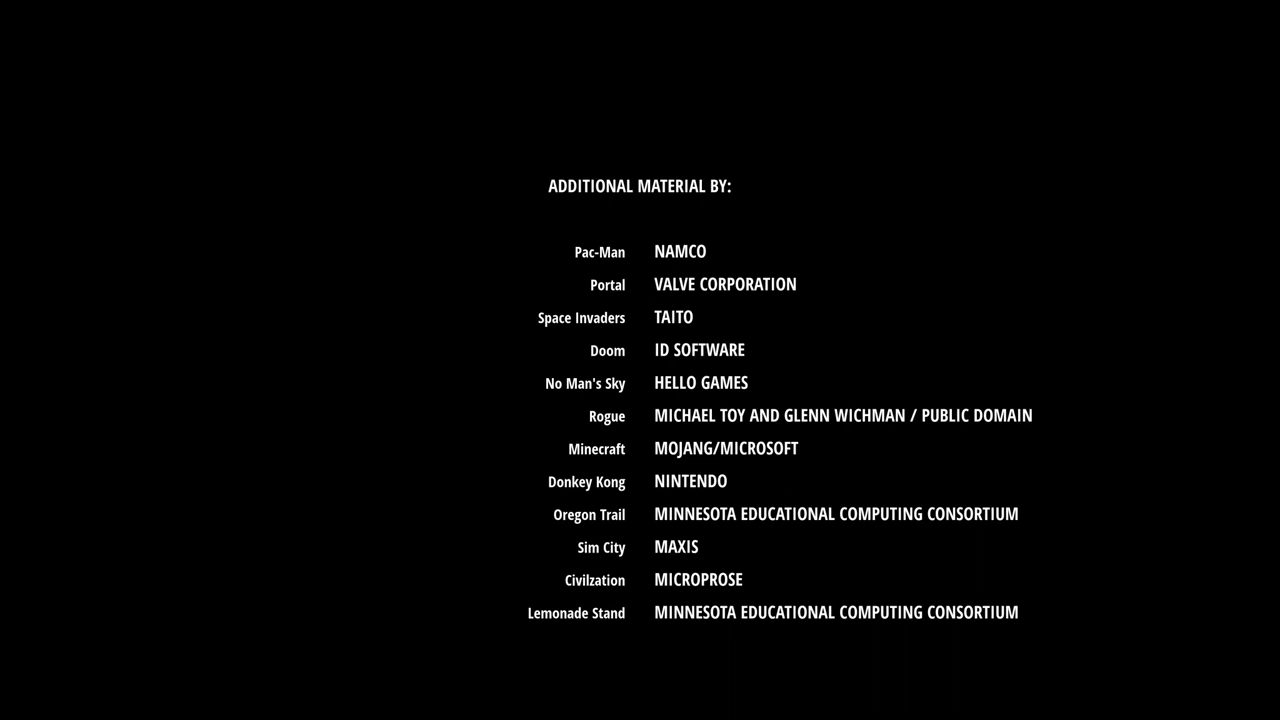 ADDITIONAL MATERIAL BY:
Pac-Man NAMCO
Portal VALVE CORPORATION
Space Invaders TAITO
Doom ID SOFTWARE
No Man's Sky HELLO GAMES
Rogue MICHAEL TOY AND GLENN WICHMAN / PUBLIC DOMAIN
Minecraft MOJANG/MICROSOFT
Donkey Kong NINTENDO
Oregon Trail MINNESOTA EDUCATIONAL COMPUTING CONSORTIUM
Sim City MAXIS
Civilzation MICROPROSE
Lemonade Stand MINNESOTA EDUCATIONAL COMPUTING CONSORTIUM